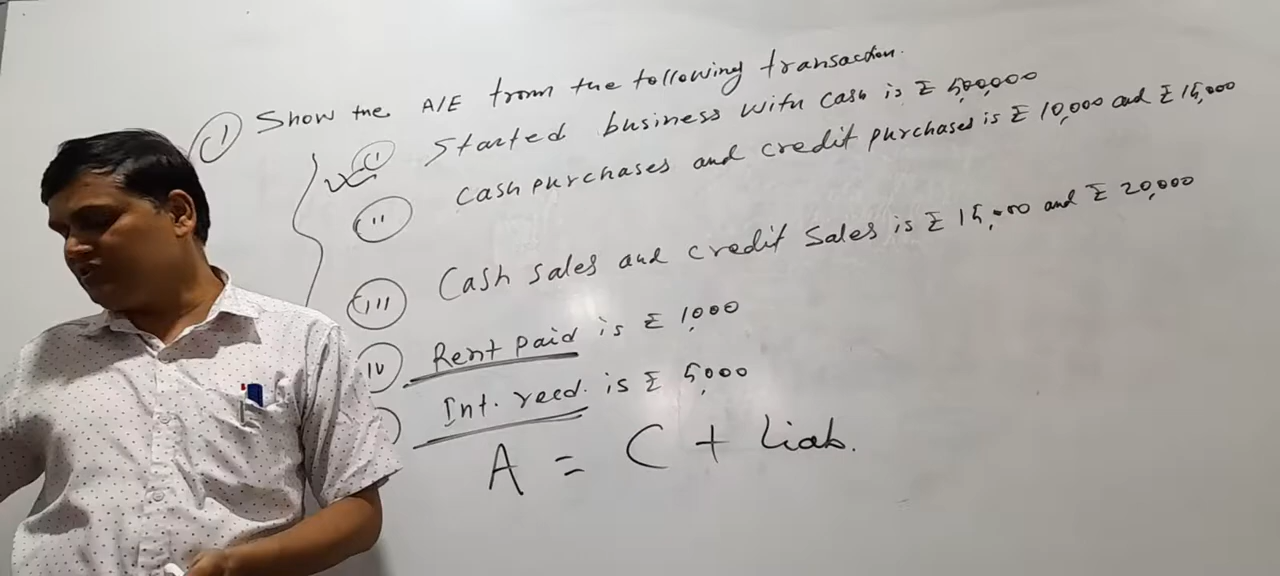 ① Show the A/E from the following transaction.
(i) Started business with cash is ₹ 500,000
(ii) Cash purchases and credit purchases is ₹ 10,000 and ₹ 15,000
(iii) Cash sales and credit sales is ₹ 15,000 and ₹ 20,000
(iv) Rent paid is ₹ 1,000
Int. recd. is ₹ 5,000
A = C + Liab.